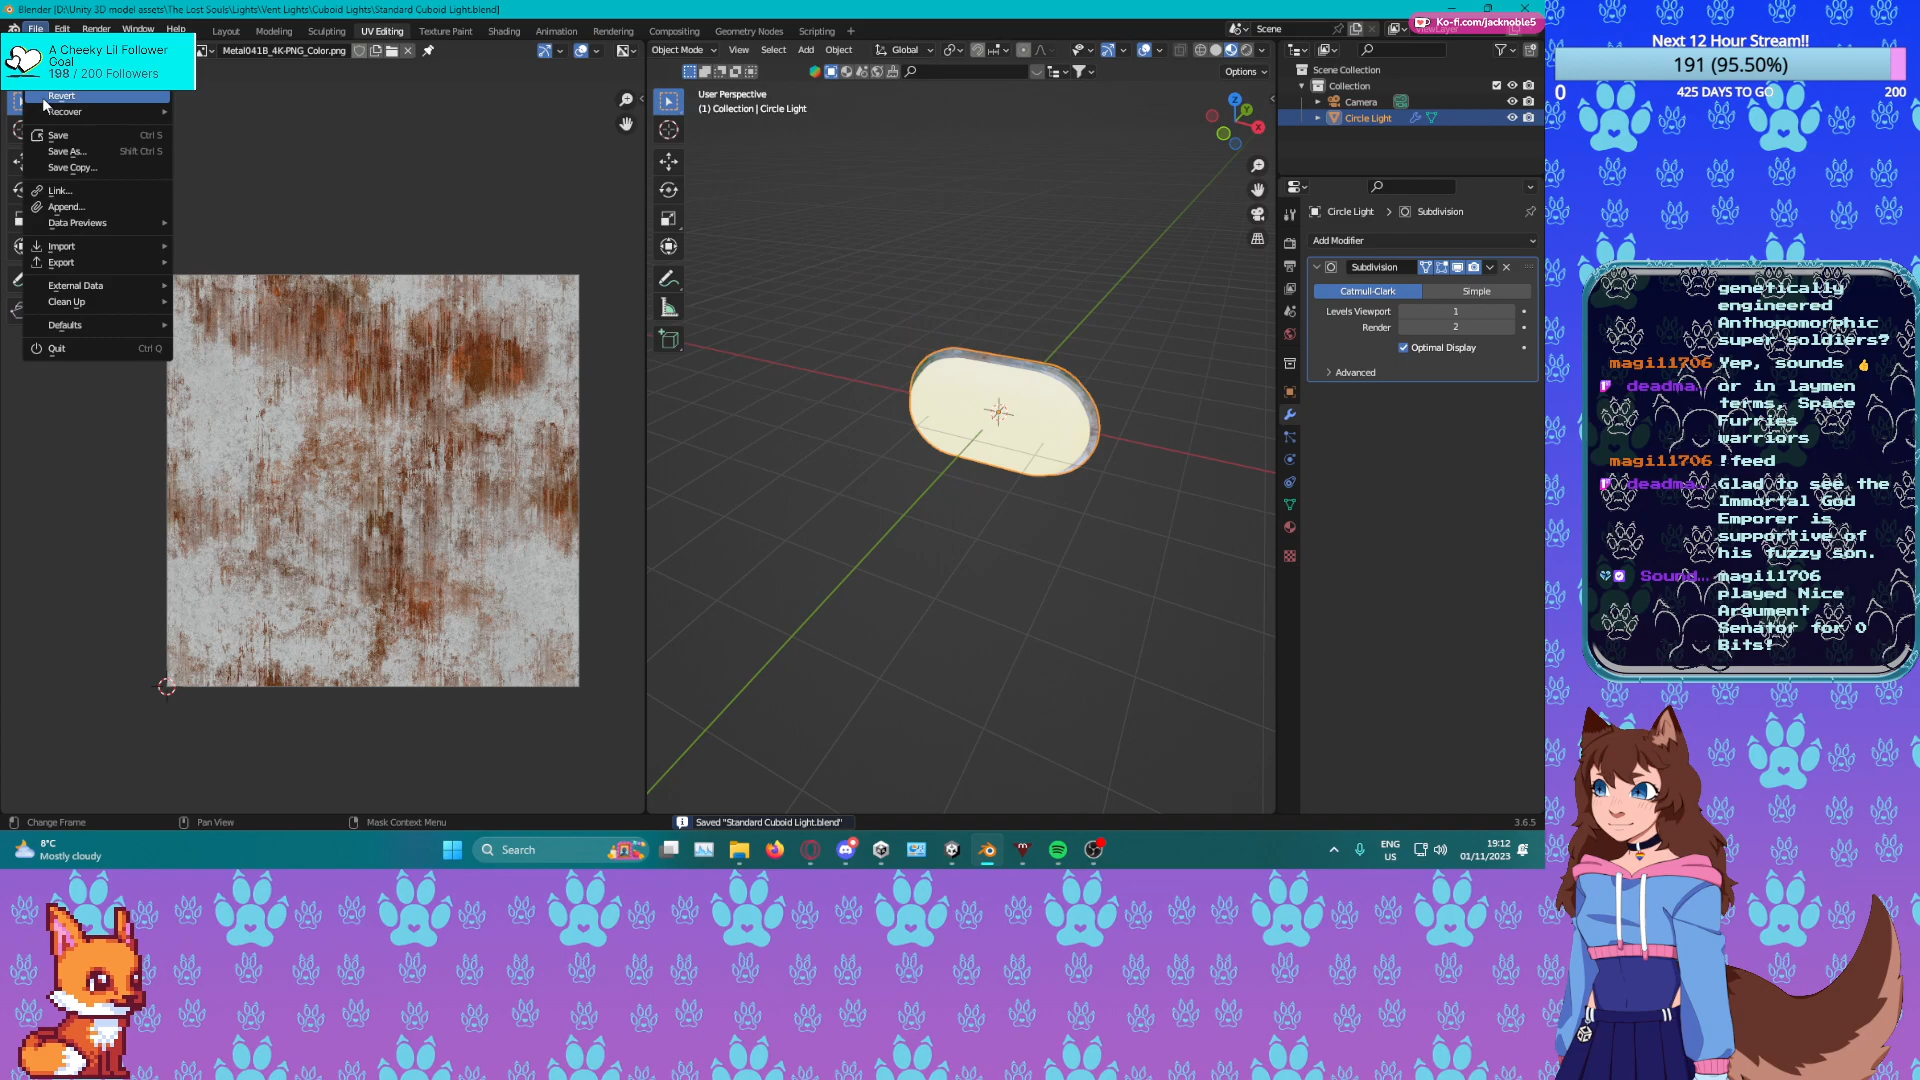 Blender [D:\Unity 3D model assets\The Lost Souls\Lights\Vent Lights\Cuboid Lights\Standard Cuboid Light.blend]
File Edit Render Window Help
Layout Modeling Sculpting UV Editing Texture Paint Shading Animation Rendering Compositing Geometry Nodes Scripting +
Scene
Ko-fi.com/jacknoble5
A Cheeky Lil Follower
Goal
198 / 200 Followers
Metal041B_4K-PNG_Color.png
Object Mode View Select Add Object
Global
Options
Revert
Recover
Save Ctrl S
Save As... Shift Ctrl S
Save Copy...
Link...
Append...
Data Previews
Import
Export
External Data
Clean Up
Defaults
Quit Ctrl Q
User Perspective
(1) Collection | Circle Light
X
Y
Z
Scene Collection
Collection
Camera
Circle Light
Circle Light > Subdivision
Add Modifier
Subdivision
Catmull-Clark Simple
Levels Viewport 1
Render 2
Optimal Display
Advanced
Next 12 Hour Stream!!
191 (95.50%)
0 425 DAYS TO GO 200
genetically
engineered
Anthopomorphic
super soldiers?
magi11706 Yep, sounds
deadma... or in laymen
terms, Space
Furries
warriors
magi11706 !feed
deadma... Glad to see the
Immortal God
Emporer is
supportive of
his fuzzy son.
Sound... magi11706
played Nice
Argument
Senator for 0
Bits!
Change Frame Pan View Mask Context Menu
Saved "Standard Cuboid Light.blend"
3.6.5
8°C
Mostly cloudy
Search
ENG
US
19:12
01/11/2023